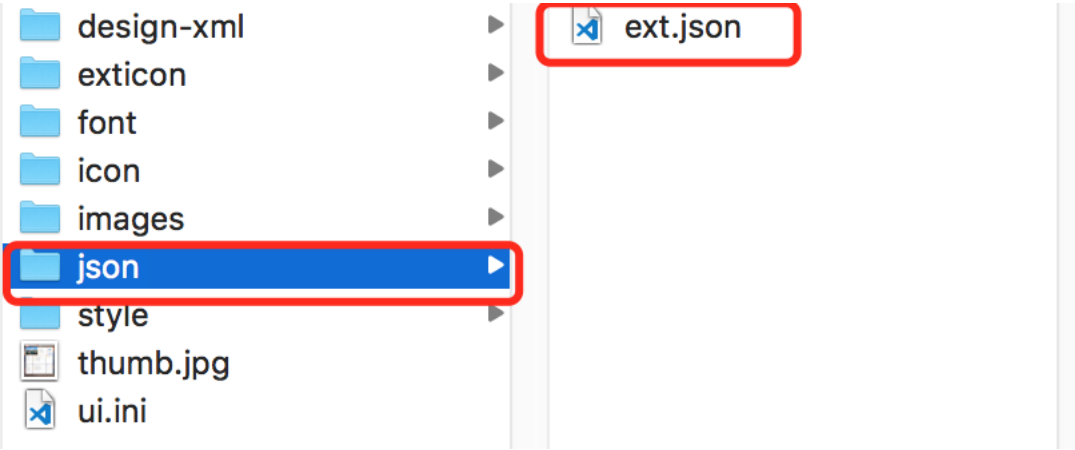 design-xml
exticon
font
icon
images
json
style
thumb.jpg
ui.ini
ext.json